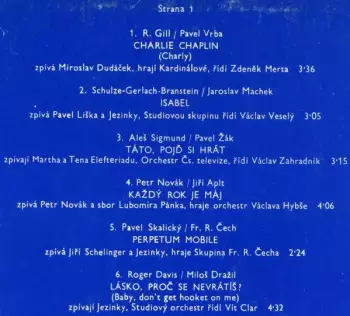 Strana 1
1. R. Gill / Pavel Vrba
CHARLIE CHAPLIN
(Charly)
zpívá Miroslav Dudáček, hrají Kardinálové, řídí Zdeněk Merta 3'36
2. Schulze-Gerlach-Branstein / Jaroslav Machek
ISABEL
zpívá Pavel Liška a Jezinky, Studiovou skupinu řídí Václav Veselý 3'05
3. Aleš Sigmund / Pavel Žák
TÁTO, POJĎ SI HRÁT
zpívají Martha a Tena Elefteriadu, Orchestr Čs. televize, řídí Václav Zahradník 3'15
4. Petr Novák / Jiří Aplt
KAŽDÝ ROK JE MÁJ
zpívá Petr Novák a sbor Lubomíra Pánka, hraje orchestr Václava Hybše 4'06
5. Pavel Skalický / Fr. R. Čech
PERPETUM MOBILE
zpívá Jiří Schelinger a Jezinky, hraje Skupina Fr. R. Čecha 2'24
6. Roger Davis / Miloš Dražil
LÁSKO, PROČ SE NEVRÁTÍŠ?
(Baby, don't get hooket on me)
zpívají Jezinky, Studiový orchestr řídí Vít Clar 4'32